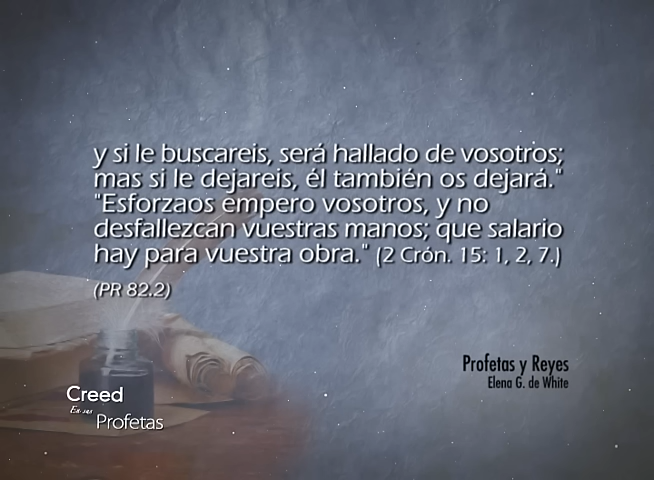 y si le buscareis, será hallado de vosotros;
mas si le dejareis, él también os dejará."
"Esforzaos empero vosotros, y no
desfallezcan vuestras manos; que salario
hay para vuestra obra." (2 Crón. 15: 1, 2, 7.)
(PR 82.2)
Profetas y Reyes
Elena G. de White
Creed
En sus
Profetas